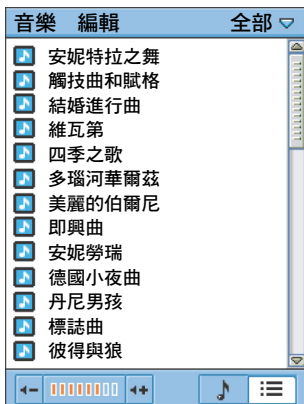 音樂 編輯 全部
安妮特拉之舞
觸技曲和賦格
結婚進行曲
維瓦第
四季之歌
多瑙河華爾茲
美麗的伯爾尼
即興曲
安妮勞瑞
德國小夜曲
丹尼男孩
標誌曲
彼得與狼